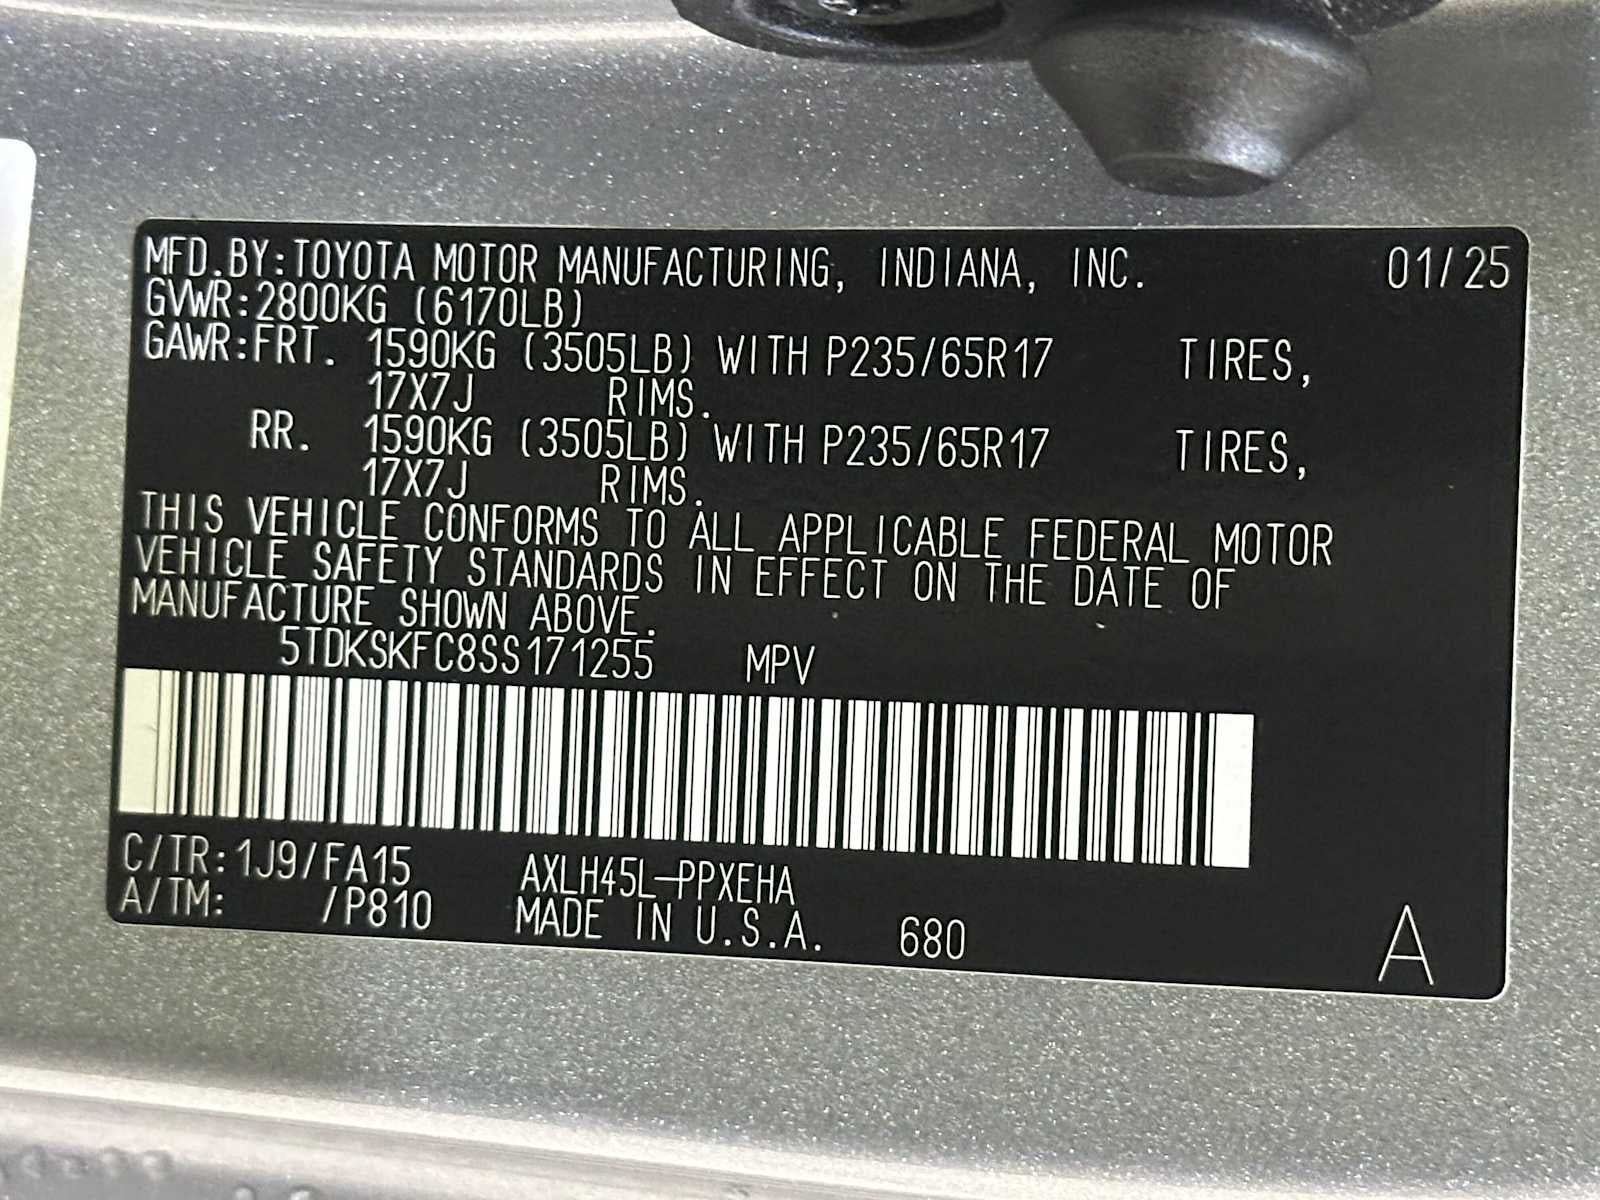 MFD.BY:TOYOTA MOTOR MANUFACTURING, INDIANA, INC. 01/25
GVWR:2800KG (6170LB)
GAWR:FRT. 1590KG (3505LB) WITH P235/65R17 TIRES,
17X7J RIMS.
RR. 1590KG (3505LB) WITH P235/65R17 TIRES,
17X7J RIMS.
THIS VEHICLE CONFORMS TO ALL APPLICABLE FEDERAL MOTOR
VEHICLE SAFETY STANDARDS IN EFFECT ON THE DATE OF
MANUFACTURE SHOWN ABOVE.
5TDKSKFC8SS171255 MPV
C/TR:1J9/FA15 AXLH45L-PPXEHA
A/TM: /P810 MADE IN U.S.A. 680 A